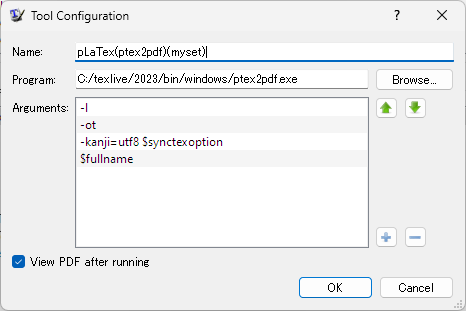 Tool Configuration
Name: pLaTex(ptex2pdf)(myset)
Program: C:/texlive/2023/bin/windows/ptex2pdf.exe Browse...
Arguments: -l
-ot
-kanji=utf8 $synctexoption
$fullname
View PDF after running
OK Cancel